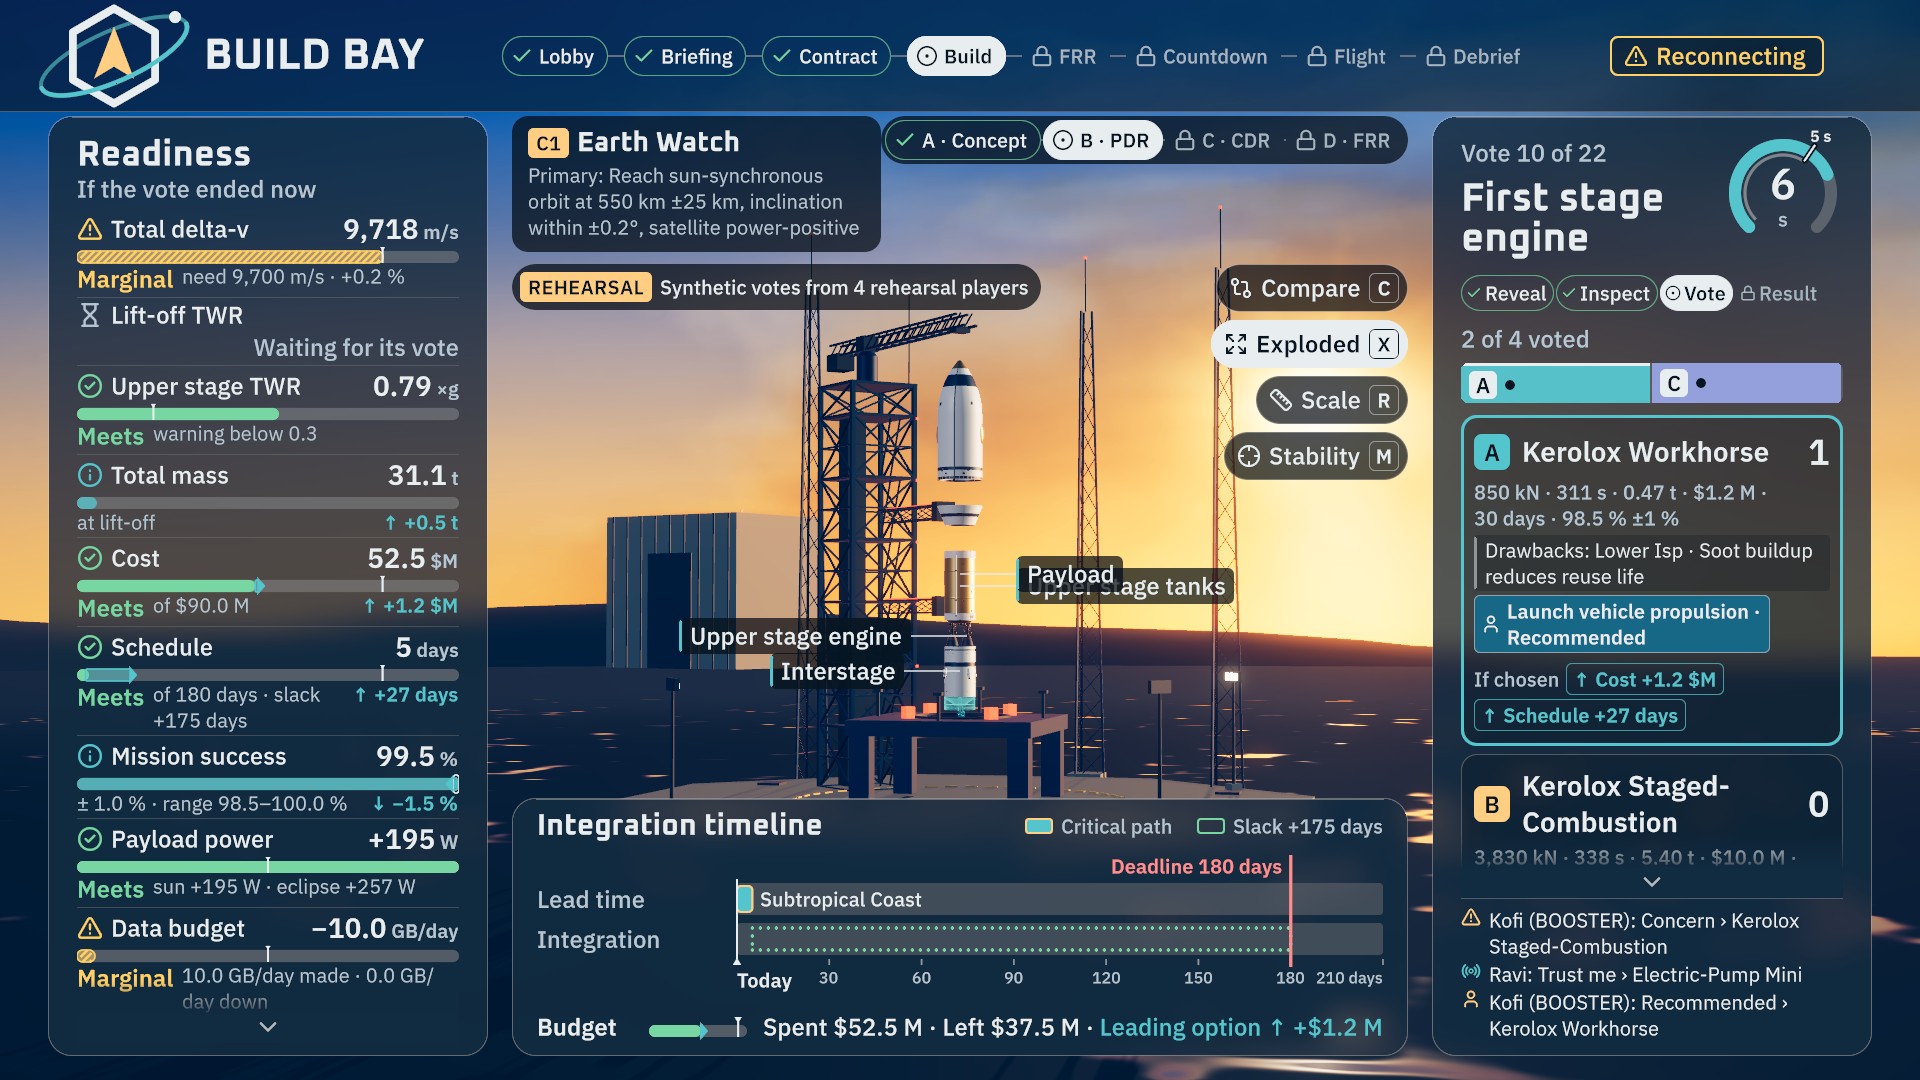 BUILD BAY
Lobby
Briefing
Contract
Build
FRR
Countdown
Flight
Debrief
Reconnecting
Readiness
If the vote ended now
Total delta-v 9,718 m/s
Marginal need 9,700 m/s · +0.2 %
Lift-off TWR
Waiting for its vote
Upper stage TWR 0.79 ×g
Meets warning below 0.3
Total mass 31.1 t
at lift-off ↑ +0.5 t
Cost 52.5 $M
Meets of $90.0 M ↑ +1.2 $M
Schedule 5 days
Meets of 180 days · slack ↑ +27 days
+175 days
Mission success 99.5 %
± 1.0 % · range 98.5–100.0 % ↓ −1.5 %
Payload power +195 W
Meets sun +195 W · eclipse +257 W
Data budget −10.0 GB/day
Marginal 10.0 GB/day made · 0.0 GB/
day down
C1 Earth Watch
Primary: Reach sun-synchronous
orbit at 550 km ±25 km, inclination
within ±0.2°, satellite power-positive
A · Concept
B · PDR
C · CDR
D · FRR
REHEARSAL Synthetic votes from 4 rehearsal players
Compare C
Exploded X
Scale R
Stability M
Payload
Upper stage tanks
Upper stage engine
Interstage
Integration timeline
Critical path
Slack +175 days
Deadline 180 days
Lead time
Subtropical Coast
Integration
Today 30 60 90 120 150 180 210 days
Budget Spent $52.5 M · Left $37.5 M · Leading option ↑ +$1.2 M
Vote 10 of 22
First stage
engine
5 s
6
s
Reveal
Inspect
Vote
Result
2 of 4 voted
A
C
A Kerolox Workhorse 1
850 kN · 311 s · 0.47 t · $1.2 M ·
30 days · 98.5 % ±1 %
Drawbacks: Lower Isp · Soot buildup
reduces reuse life
Launch vehicle propulsion ·
Recommended
If chosen ↑ Cost +1.2 $M
↑ Schedule +27 days
B Kerolox Staged-
Combustion 0
3,830 kN · 338 s · 5.40 t · $10.0 M ·
Kofi (BOOSTER): Concern › Kerolox
Staged-Combustion
Ravi: Trust me › Electric-Pump Mini
Kofi (BOOSTER): Recommended ›
Kerolox Workhorse